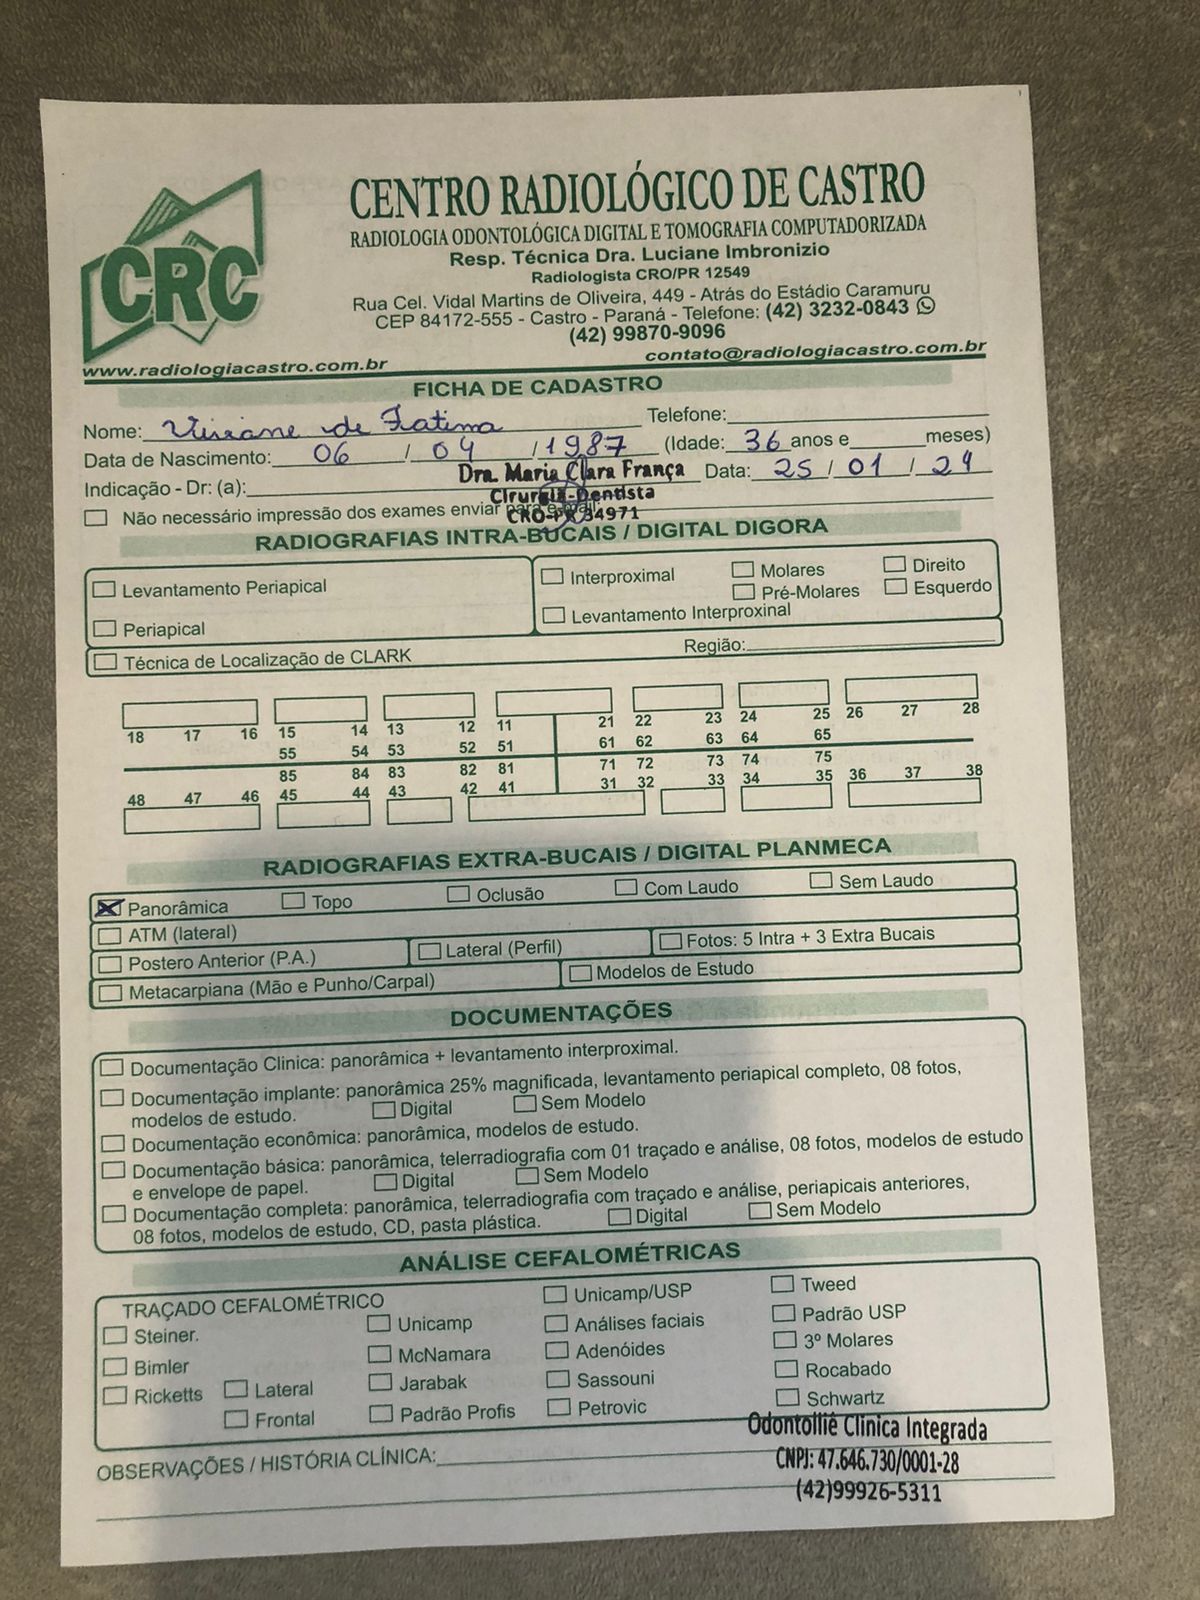 CRC
CENTRO RADIOLÓGICO DE CASTRO
RADIOLOGIA ODONTOLÓGICA DIGITAL E TOMOGRAFIA COMPUTADORIZADA
Resp. Técnica Dra. Luciane Imbronizio
Radiologista CRO/PR 12549
Rua Cel. Vidal Martins de Oliveira, 449 - Atrás do Estádio Caramuru
CEP 84172-555 - Castro - Paraná - Telefone: (42) 3232-0843
(42) 99870-9096
www.radiologiacastro.com.br contato@radiologiacastro.com.br
FICHA DE CADASTRO
Nome: Viviane de Fatima Telefone:
Data de Nascimento: 06 / 04 / 1987 (Idade: 36 anos e meses)
Dra. Maria Clara França
Indicação - Dr: (a): Data: 25 / 01 / 24
Cirurgiã-Dentista
Não necessário impressão dos exames enviar para e-mail:
CRO-PR 34971
RADIOGRAFIAS INTRA-BUCAIS / DIGITAL DIGORA
Levantamento Periapical Interproximal Molares Direito
Pré-Molares Esquerdo
Periapical Levantamento Interproxinal
Técnica de Localização de CLARK Região:
18 17 16 15 14 13 12 11 21 22 23 24 25 26 27 28
55 54 53 52 51 61 62 63 64 65
85 84 83 82 81 71 72 73 74 75
48 47 46 45 44 43 42 41 31 32 33 34 35 36 37 38
RADIOGRAFIAS EXTRA-BUCAIS / DIGITAL PLANMECA
X Panorâmica Topo Oclusão Com Laudo Sem Laudo
ATM (lateral)
Postero Anterior (P.A.) Lateral (Perfil) Fotos: 5 Intra + 3 Extra Bucais
Metacarpiana (Mão e Punho/Carpal) Modelos de Estudo
DOCUMENTAÇÕES
Documentação Clinica: panorâmica + levantamento interproximal.
Documentação implante: panorâmica 25% magnificada, levantamento periapical completo, 08 fotos,
modelos de estudo. Digital Sem Modelo
Documentação econômica: panorâmica, modelos de estudo.
Documentação básica: panorâmica, telerradiografia com 01 traçado e análise, 08 fotos, modelos de estudo
e envelope de papel. Digital Sem Modelo
Documentação completa: panorâmica, telerradiografia com traçado e análise, periapicais anteriores,
08 fotos, modelos de estudo, CD, pasta plástica. Digital Sem Modelo
ANÁLISE CEFALOMÉTRICAS
TRAÇADO CEFALOMÉTRICO Unicamp/USP Tweed
Steiner. Unicamp Análises faciais Padrão USP
Bimler McNamara Adenóides 3º Molares
Ricketts Lateral Jarabak Sassouni Rocabado
Frontal Padrão Profis Petrovic Schwartz
Odontolliê Clinica Integrada
OBSERVAÇÕES / HISTÓRIA CLÍNICA:
CNPJ: 47.646.730/0001-28
(42)99926-5311